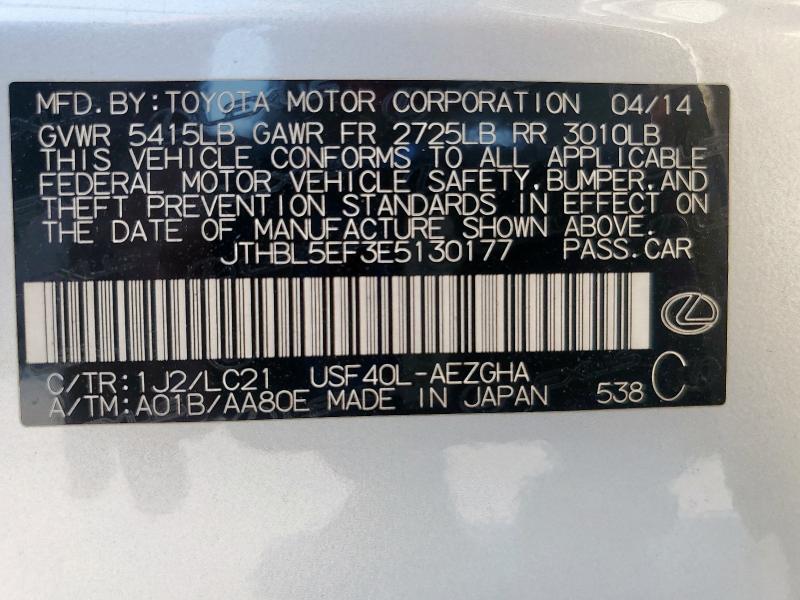 MFD.BY:TOYOTA MOTOR CORPORATION 04/14
GVWR 5415LB GAWR FR 2725LB RR 3010LB
THIS VEHICLE CONFORMS TO ALL APPLICABLE
FEDERAL MOTOR VEHICLE SAFETY.BUMPER.AND
THEFT PREVENTION STANDARDS IN EFFECT ON
THE DATE OF MANUFACTURE SHOWN ABOVE.
JTHBL5EF3E5130177 PASS.CAR
C/TR:1J2/LC21 USF40L-AEZGHA
A/TM:A01B/AA80E MADE IN JAPAN 538 C